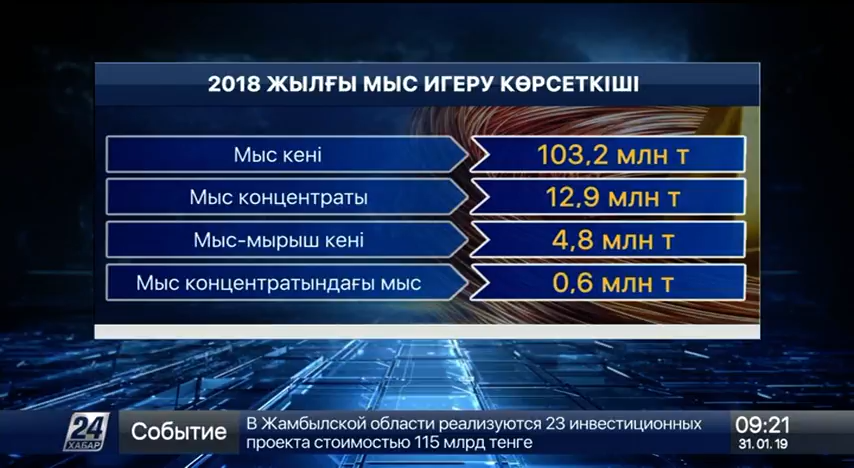 2018 ЖЫЛҒЫ МЫС ИГЕРУ КӨРСЕТКІШІ
Мыс кені 103,2 млн т
Мыс концентраты 12,9 млн т
Мыс-мырыш кені 4,8 млн т
Мыс концентратындағы мыс 0,6 млн т
24
ХАБАР
Событие
В Жамбылской области реализуются 23 инвестиционных
проекта стоимостью 115 млрд тенге
09:21
31.01.19